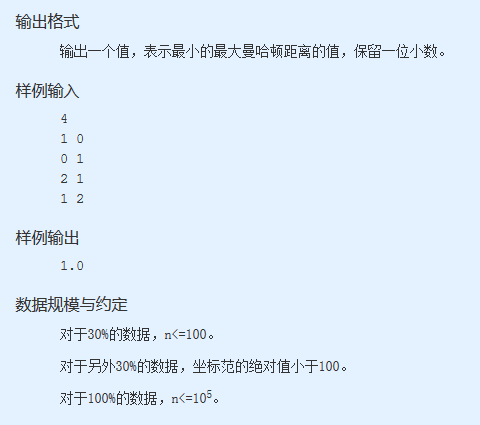 输出格式
输出一个值，表示最小的最大曼哈顿距离的值，保留一位小数。
样例输入
4
1 0
0 1
2 1
1 2
样例输出
1.0
数据规模与约定
对于30%的数据，n<=100。
对于另外30%的数据，坐标范的绝对值小于100。
对于100%的数据，n<=10⁵。